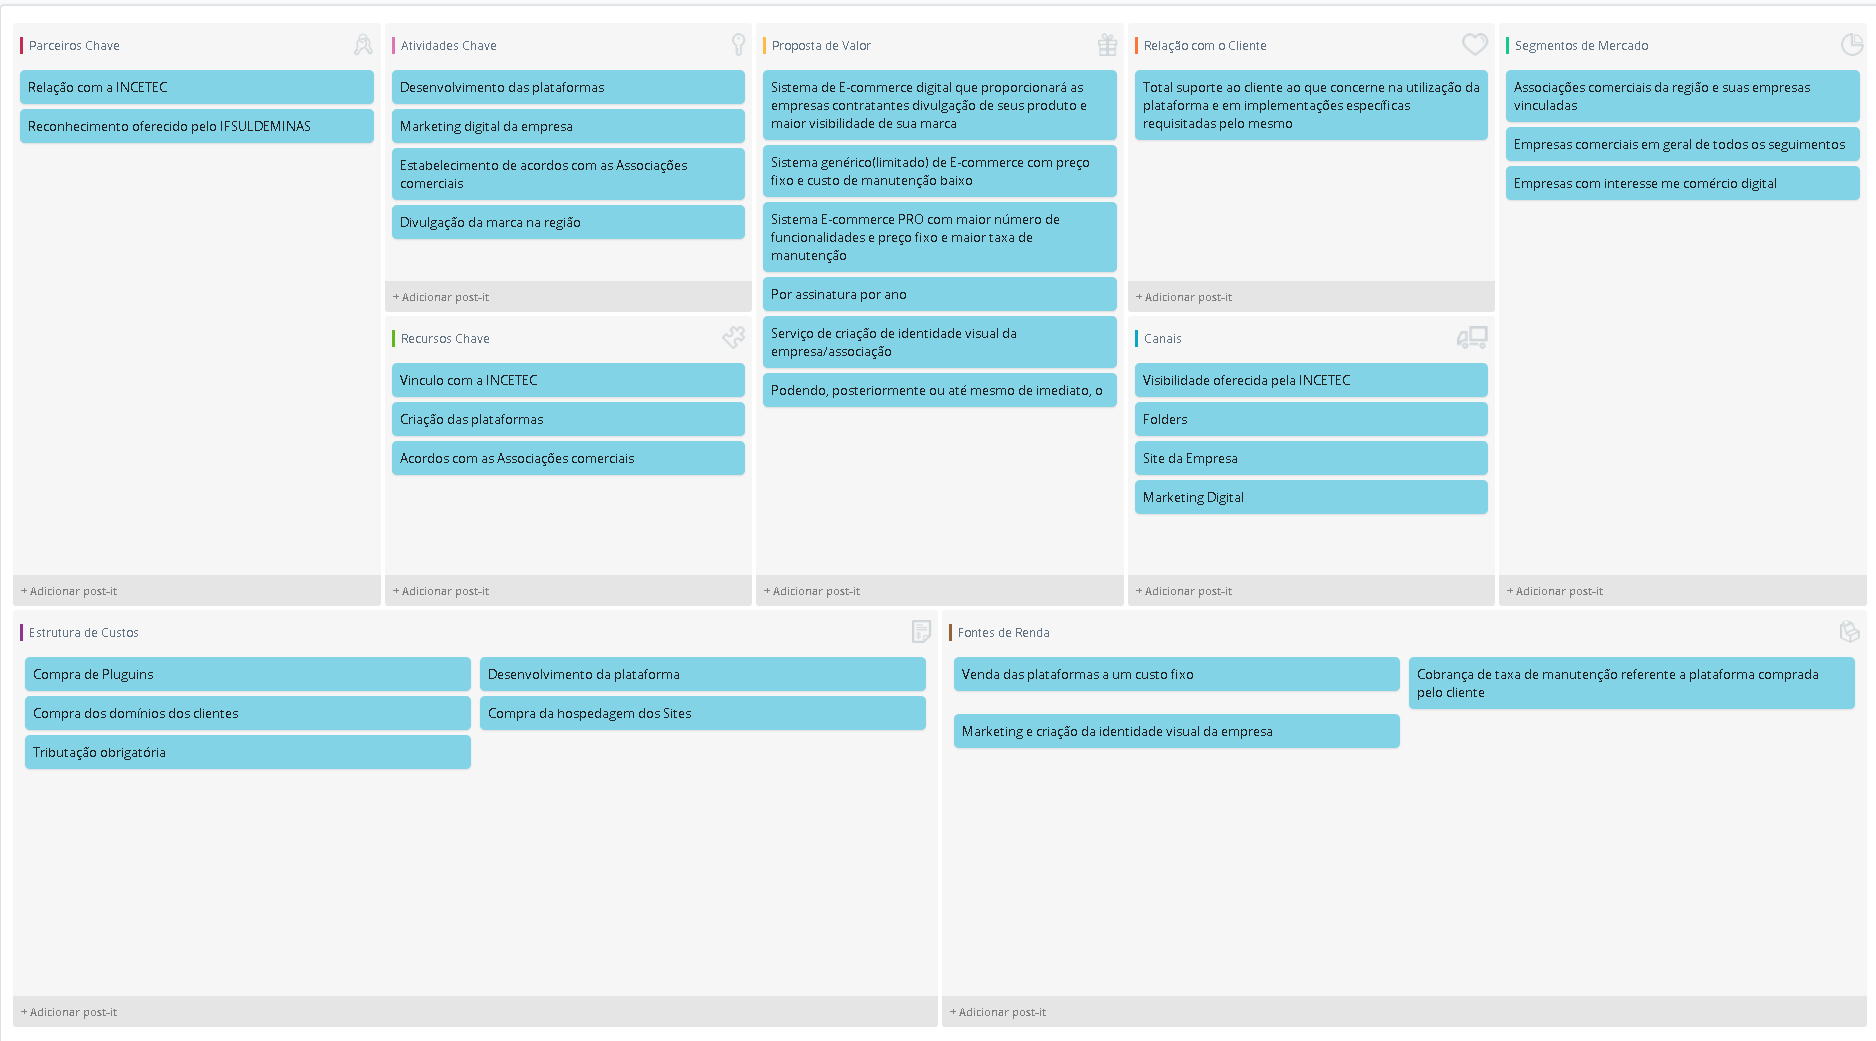 Parceiros Chave
Relação com a INCETEC
Reconhecimento oferecido pelo IFSULDEMINAS
+ Adicionar post-it
Atividades Chave
Desenvolvimento das plataformas
Marketing digital da empresa
Estabelecimento de acordos com as Associações
comerciais
Divulgação da marca na região
+ Adicionar post-it
Recursos Chave
Vinculo com a INCETEC
Criação das plataformas
Acordos com as Associações comerciais
+ Adicionar post-it
Proposta de Valor
Sistema de E-commerce digital que proporcionará as
empresas contratantes divulgação de seus produto e
maior visibilidade de sua marca
Sistema genérico(limitado) de E-commerce com preço
fixo e custo de manutenção baixo
Sistema E-commerce PRO com maior número de
funcionalidades e preço fixo e maior taxa de
manutenção
Por assinatura por ano
Serviço de criação de identidade visual da
empresa/associação
Podendo, posteriormente ou até mesmo de imediato, o
+ Adicionar post-it
Relação com o Cliente
Total suporte ao cliente ao que concerne na utilização da
plataforma e em implementações específicas
requisitadas pelo mesmo
+ Adicionar post-it
Canais
Visibilidade oferecida pela INCETEC
Folders
Site da Empresa
Marketing Digital
+ Adicionar post-it
Segmentos de Mercado
Associações comerciais da região e suas empresas
vinculadas
Empresas comerciais em geral de todos os seguimentos
Empresas com interesse me comércio digital
+ Adicionar post-it
Estrutura de Custos
Compra de Pluguins
Desenvolvimento da plataforma
Compra dos domínios dos clientes
Compra da hospedagem dos Sites
Tributação obrigatória
+ Adicionar post-it
Fontes de Renda
Venda das plataformas a um custo fixo
Cobrança de taxa de manutenção referente a plataforma comprada
pelo cliente
Marketing e criação da identidade visual da empresa
+ Adicionar post-it